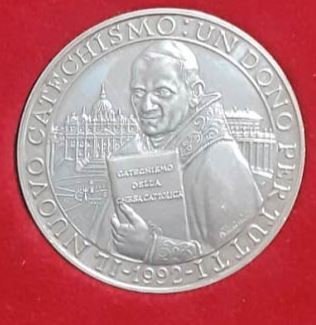 IL NUOVO CATECHISMO: UN DONO PER TUTTI · 1992 ·
CATECHISMO
DELLA
CHIESA CATTOLICA